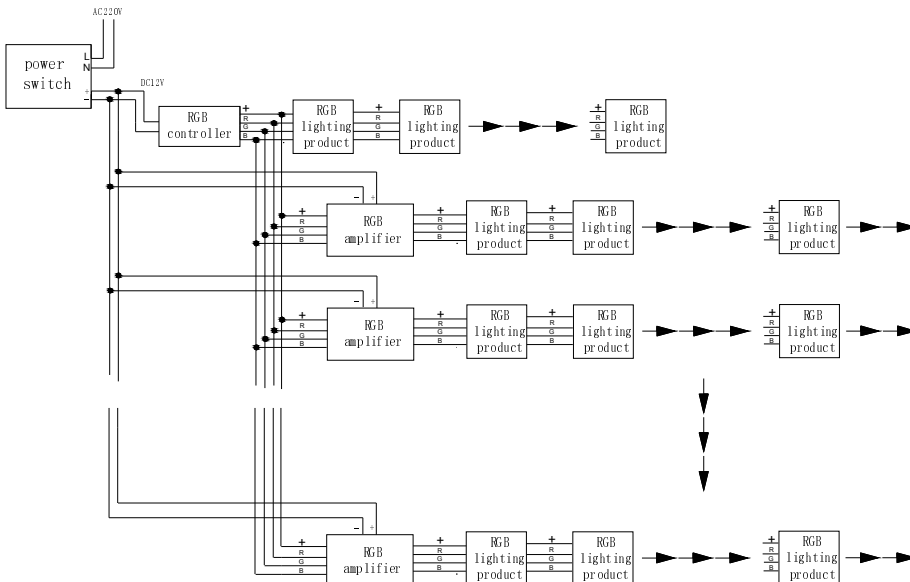 AC220V
L
N
power
switch
+
−
DC12V
RGB
controller
+
R
G
B
RGB
lighting
product
+
R
G
B
RGB
lighting
product
+
R
G
B
RGB
lighting
product
− +
+
R
G
B
RGB
amplifier
+
R
G
B
RGB
lighting
product
+
R
G
B
RGB
lighting
product
+
R
G
B
RGB
lighting
product
− +
+
R
G
B
RGB
amplifier
+
R
G
B
RGB
lighting
product
+
R
G
B
RGB
lighting
product
+
R
G
B
RGB
lighting
product
− +
+
R
G
B
RGB
amplifier
+
R
G
B
RGB
lighting
product
+
R
G
B
RGB
lighting
product
+
R
G
B
RGB
lighting
product